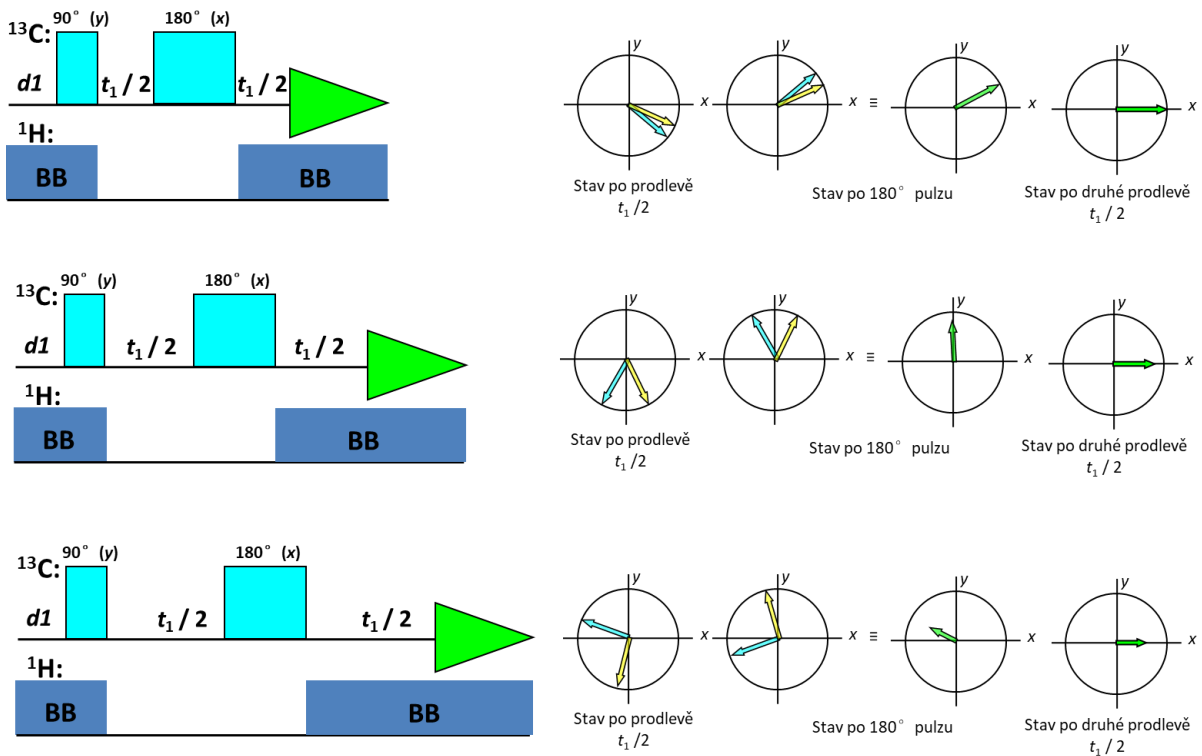 90° (y) 180° (x)
¹³C:
d1 t₁ / 2 t₁ / 2
¹H:
BB BB
y y y y
x x ≡ x x
Stav po prodlevě
t₁ /2
Stav po 180° pulzu
Stav po druhé prodlevě
t₁ / 2
90° (y) 180° (x)
¹³C:
d1 t₁ / 2 t₁ / 2
¹H:
BB BB
y y y y
x x ≡ x x
Stav po prodlevě
t₁ /2
Stav po 180° pulzu
Stav po druhé prodlevě
t₁ / 2
90° (y) 180° (x)
¹³C:
d1 t₁ / 2 t₁ / 2
¹H:
BB BB
y y y y
x x ≡ x x
Stav po prodlevě
t₁ /2
Stav po 180° pulzu
Stav po druhé prodlevě
t₁ / 2